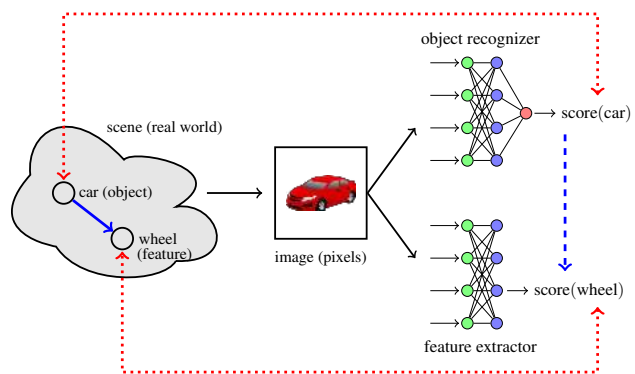 object recognizer
score(car)
scene (real world)
car (object)
wheel
(feature)
image (pixels)
score(wheel)
feature extractor